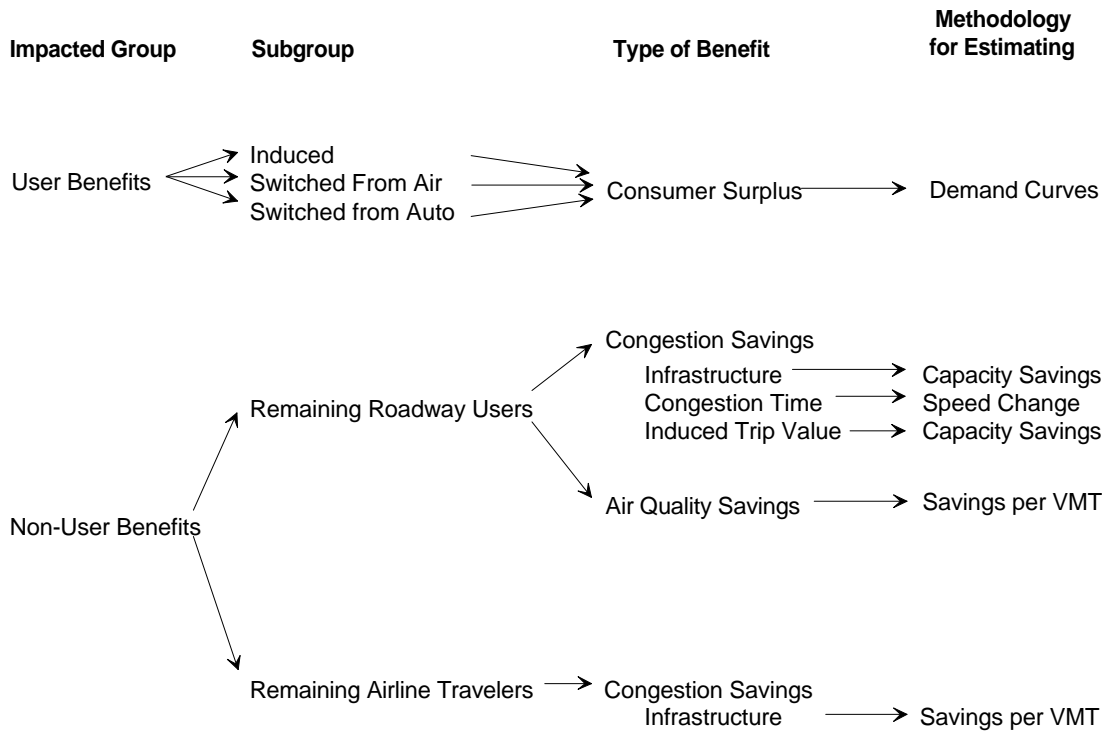 Impacted Group Subgroup Type of Benefit Methodology
for Estimating
Induced
User Benefits Switched From Air Consumer Surplus Demand Curves
Switched from Auto
Congestion Savings
Infrastructure Capacity Savings
Remaining Roadway Users Congestion Time Speed Change
Induced Trip Value Capacity Savings
Air Quality Savings Savings per VMT
Non-User Benefits
Remaining Airline Travelers Congestion Savings
Infrastructure Savings per VMT